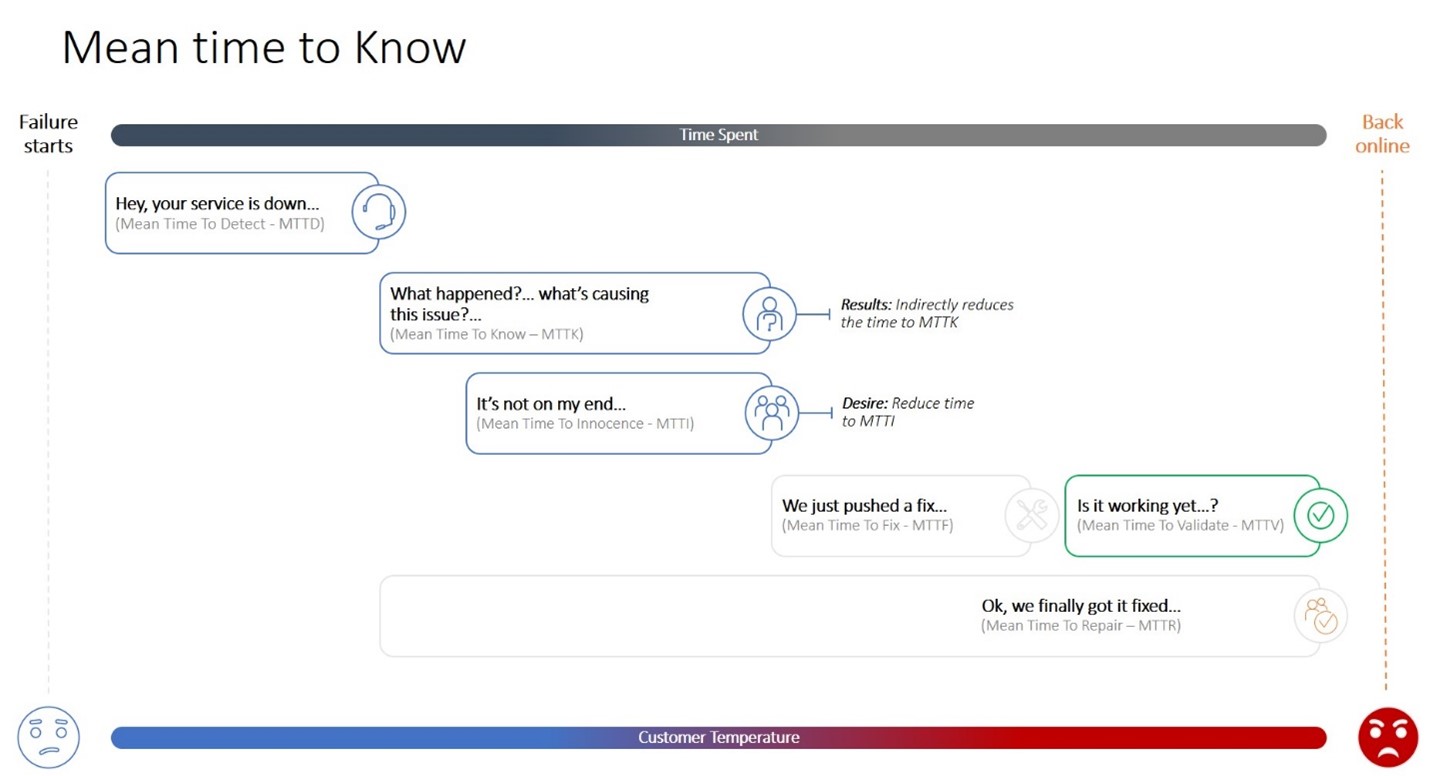 Mean time to Know
Failure
starts
Time Spent
Back
online
Hey, your service is down...
(Mean Time To Detect - MTTD)
What happened?... what’s causing
this issue?...
(Mean Time To Know – MTTK)
Results: Indirectly reduces
the time to MTTK
It’s not on my end...
(Mean Time To Innocence - MTTI)
Desire: Reduce time
to MTTI
We just pushed a fix...
(Mean Time To Fix - MTTF)
Is it working yet...?
(Mean Time To Validate - MTTV)
Ok, we finally got it fixed...
(Mean Time To Repair – MTTR)
Customer Temperature